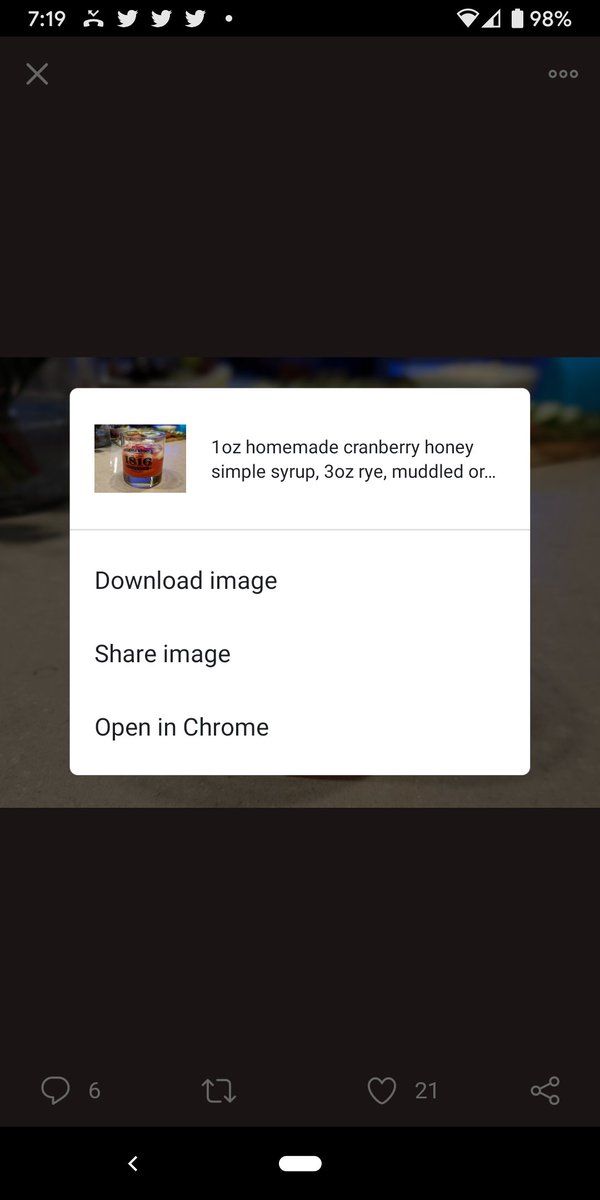 7:19
98%
1816
1oz homemade cranberry honey
simple syrup, 3oz rye, muddled or…
Download image
Share image
Open in Chrome
6
21